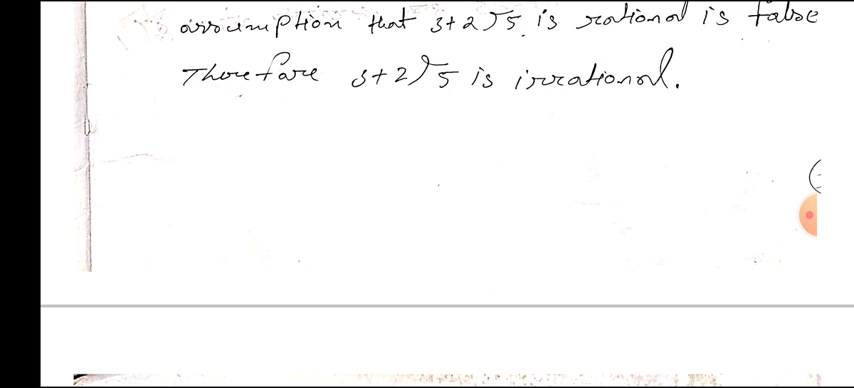 assumption that 3+2√5 is rational is false
Therefore 3+2√5 is irrational.